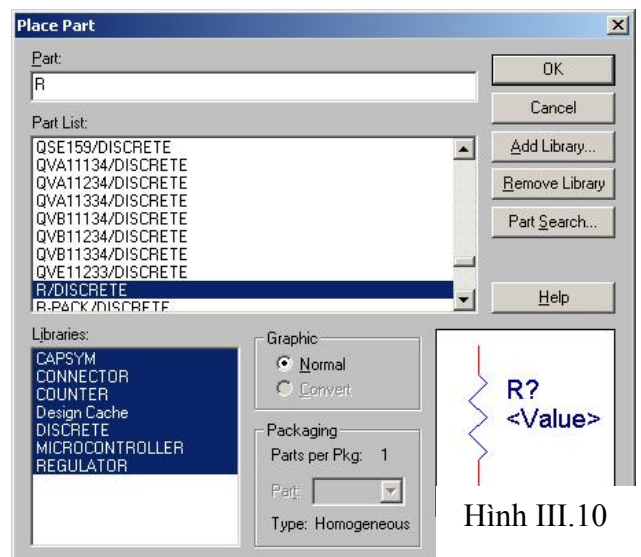 Place Part
Part:
R
OK
Cancel
Part List:
Add Library...
QSE159/DISCRETE
QVA11134/DISCRETE
QVA11234/DISCRETE
QVA11334/DISCRETE
QVB11134/DISCRETE
QVB11234/DISCRETE
QVB11334/DISCRETE
QVE11233/DISCRETE
R/DISCRETE
R-PACK/DISCRETE
Remove Library
Part Search...
Help
Libraries:
CAPSYM
CONNECTOR
COUNTER
Design Cache
DISCRETE
MICROCONTROLLER
REGULATOR
Graphic
Normal
Convert
Packaging
Parts per Pkg: 1
Part:
Type: Homogeneous
R?
<Value>
Hình III.10